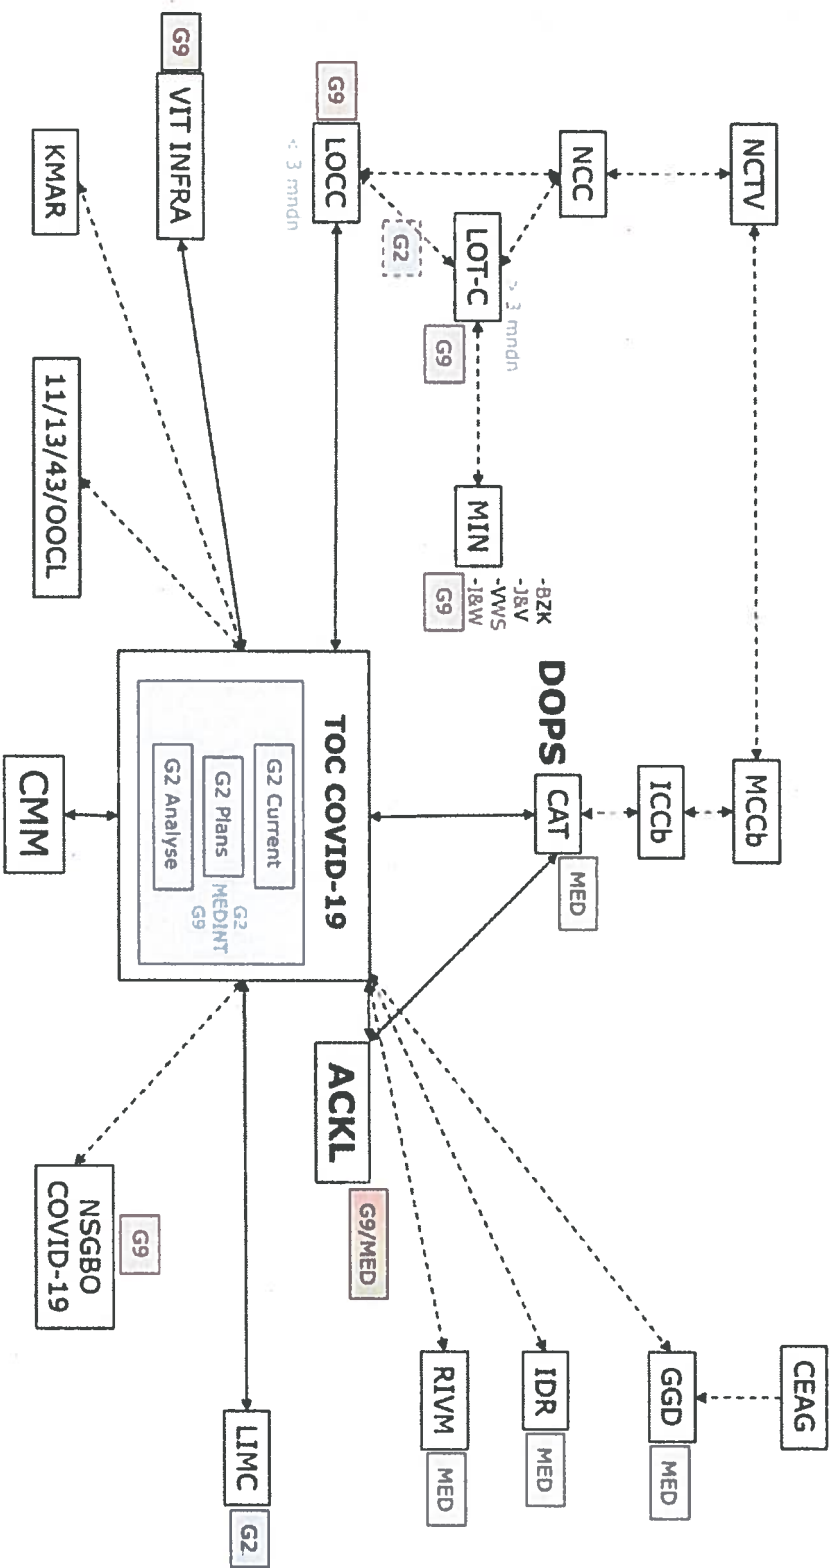 NCTV
MCCb
CEAG
NCC
ICCb
GGD
MED
> 3 mndn
LOT-C
G9
MIN
-BZK
-J&V
-VWS
-I&W
G9
DOPS
CAT
MED
IDR
MED
G2
G9
LOCC
< 3 mndn
RIVM
MED
TOC COVID-19
G2 Current
G2 Plans
G2 Analyse
G2
MEDINT
G9
ACKL
G9/MED
G9
VIT INFRA
LIMC
G2
KMAR
11/13/43/OOCL
CMM
G9
NSGBO
COVID-19